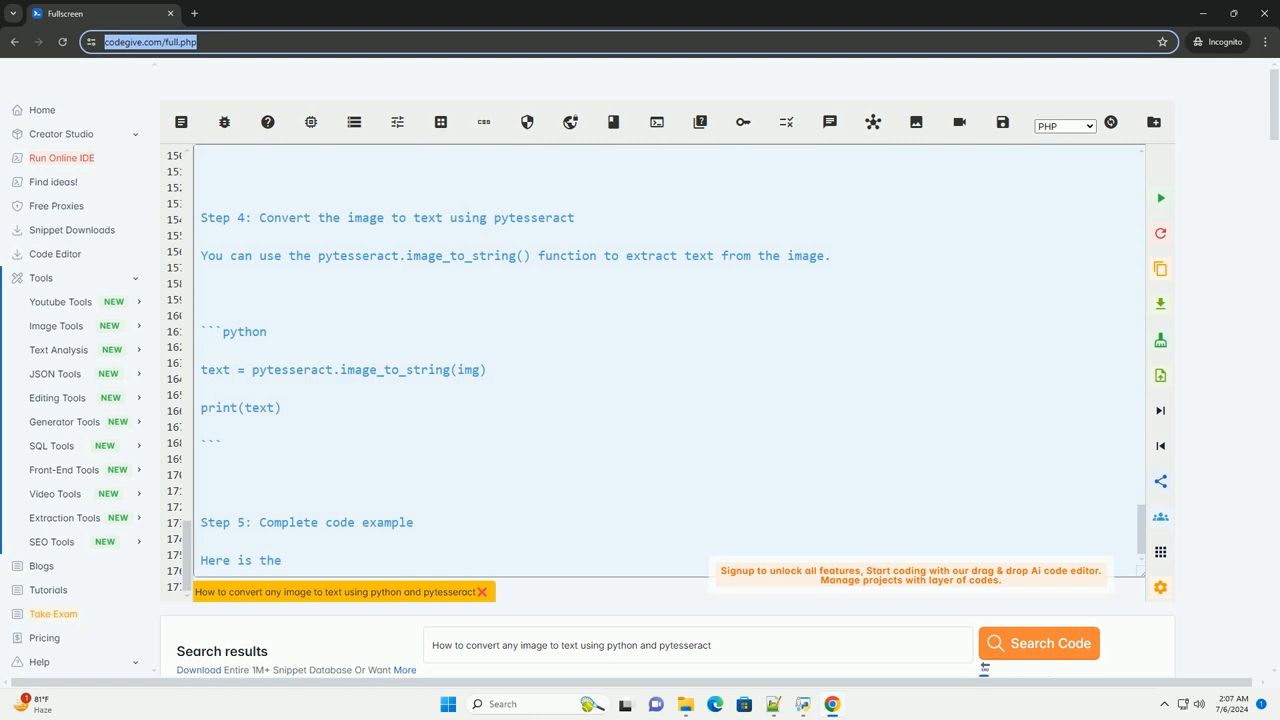 Fullscreen
codegive.com/full.php
Incognito
Home
Creator Studio
Run Online IDE
Find ideas!
Free Proxies
Snippet Downloads
Code Editor
Tools
Youtube Tools NEW
Image Tools NEW
Text Analysis NEW
JSON Tools NEW
Editing Tools NEW
Generator Tools NEW
SQL Tools NEW
Front-End Tools NEW
Video Tools NEW
Extraction Tools NEW
SEO Tools NEW
Blogs
Tutorials
Take Exam
Pricing
Help
CSS
PHP
Step 4: Convert the image to text using pytesseract
You can use the pytesseract.image_to_string() function to extract text from the image.
```python
text = pytesseract.image_to_string(img)
print(text)
```
Step 5: Complete code example
Here is the
Signup to unlock all features, Start coding with our drag & drop Ai code editor.
Manage projects with layer of codes.
How to convert any image to text using python and pytesseract
Search results
Download Entire 1M+ Snippet Database Or Want More
How to convert any image to text using python and pytesseract
Search Code
1
81°F
Haze
Search
2:07 AM
7/6/2024